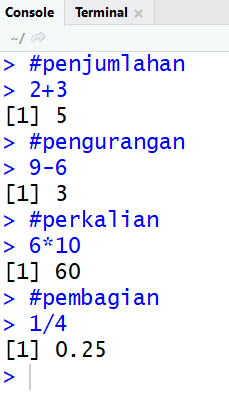 Console Terminal ×
~/
> #penjumlahan
> 2+3
[1] 5
> #pengurangan
> 9-6
[1] 3
> #perkalian
> 6*10
[1] 60
> #pembagian
> 1/4
[1] 0.25
>